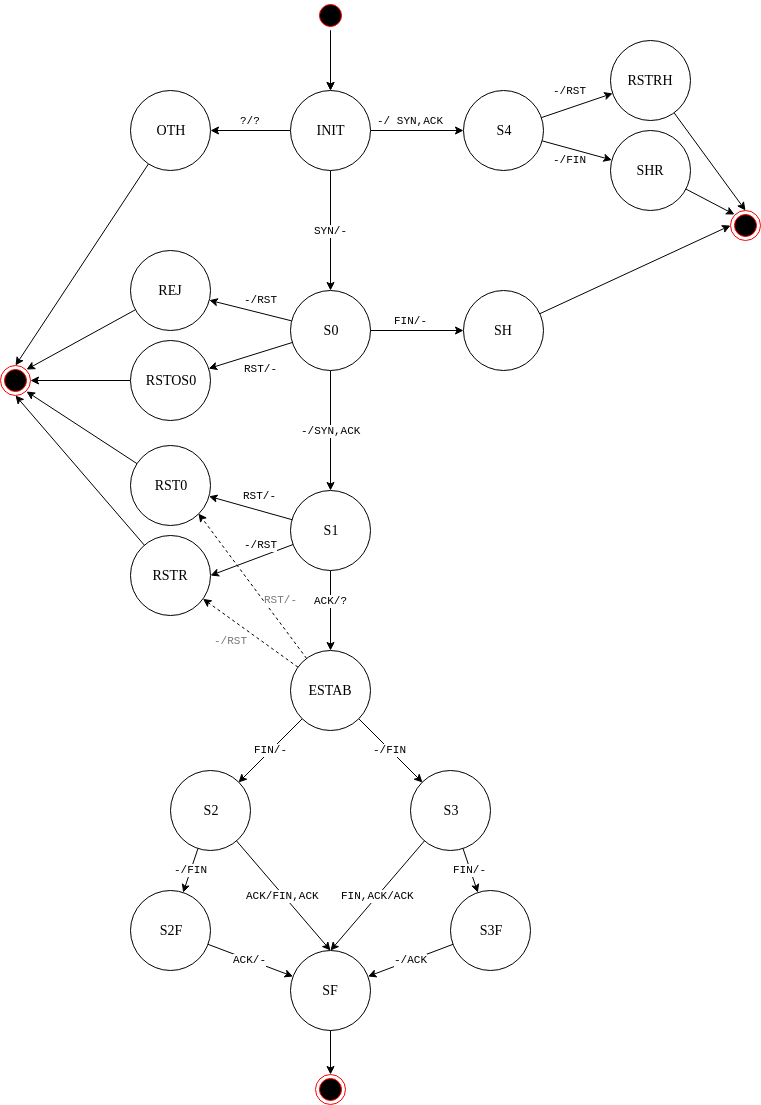 -/RST
RSTRH
OTH
?/?
INIT
-/ SYN,ACK
S4
-/FIN
SHR
SYN/-
REJ
-/RST
S0
FIN/-
SH
RSTOS0
RST/-
-/SYN,ACK
RST0
RST/-
S1
-/RST
RSTR
RST/-
ACK/?
-/RST
ESTAB
FIN/-
-/FIN
S2
S3
-/FIN
FIN/-
ACK/FIN,ACK
FIN,ACK/ACK
S2F
S3F
ACK/-
-/ACK
SF